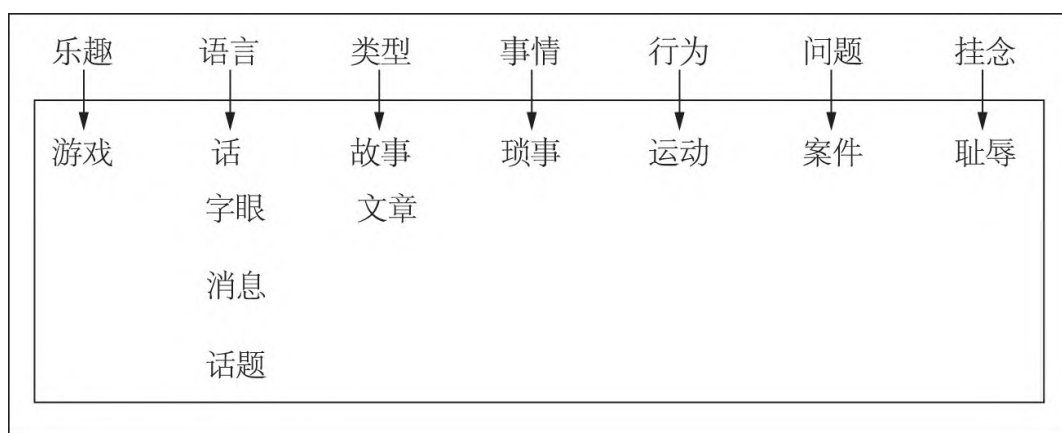 乐趣 语言 类型 事情 行为 问题 挂念
游戏 话 故事 琐事 运动 案件 耻辱
字眼 文章
消息
话题